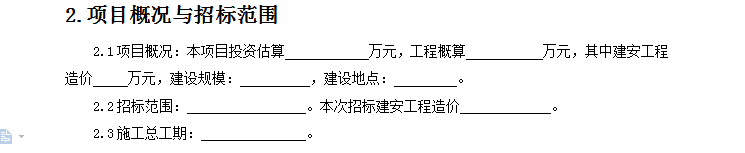 2.项目概况与招标范围
2.1项目概况：本项目投资估算___________万元，工程概算__________万元，其中建安工程
造价_____万元，建设规模：_________，建设地点：________。
2.2招标范围：________________。本次招标建安工程造价____________。
2.3施工总工期：______________。